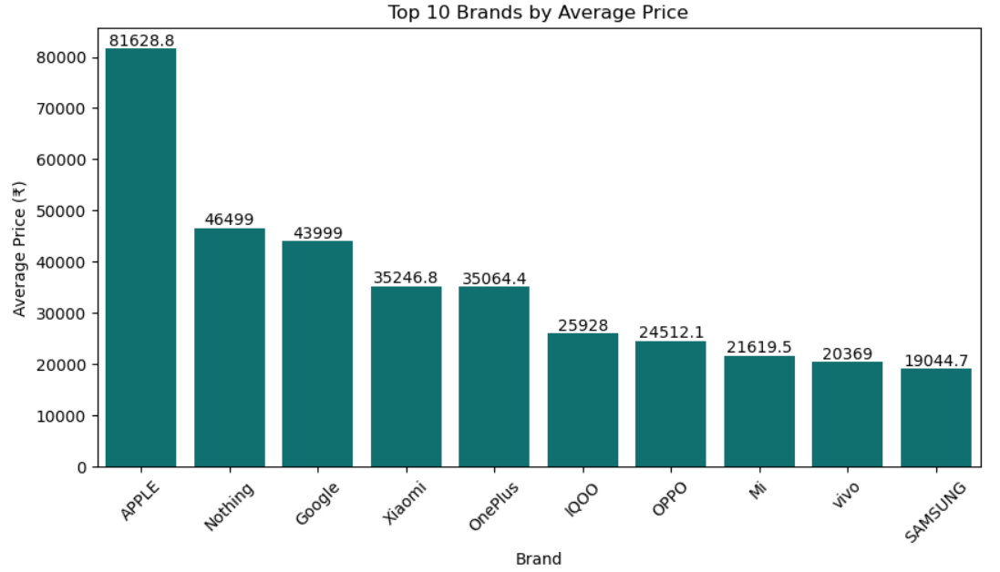 Top 10 Brands by Average Price
Average Price (₹)
80000
70000
60000
50000
40000
30000
20000
10000
0
81628.8
46499
43999
35246.8
35064.4
25928
24512.1
21619.5
20369
19044.7
APPLE
Nothing
Google
Xiaomi
OnePlus
IQOO
OPPO
Mi
vivo
SAMSUNG
Brand